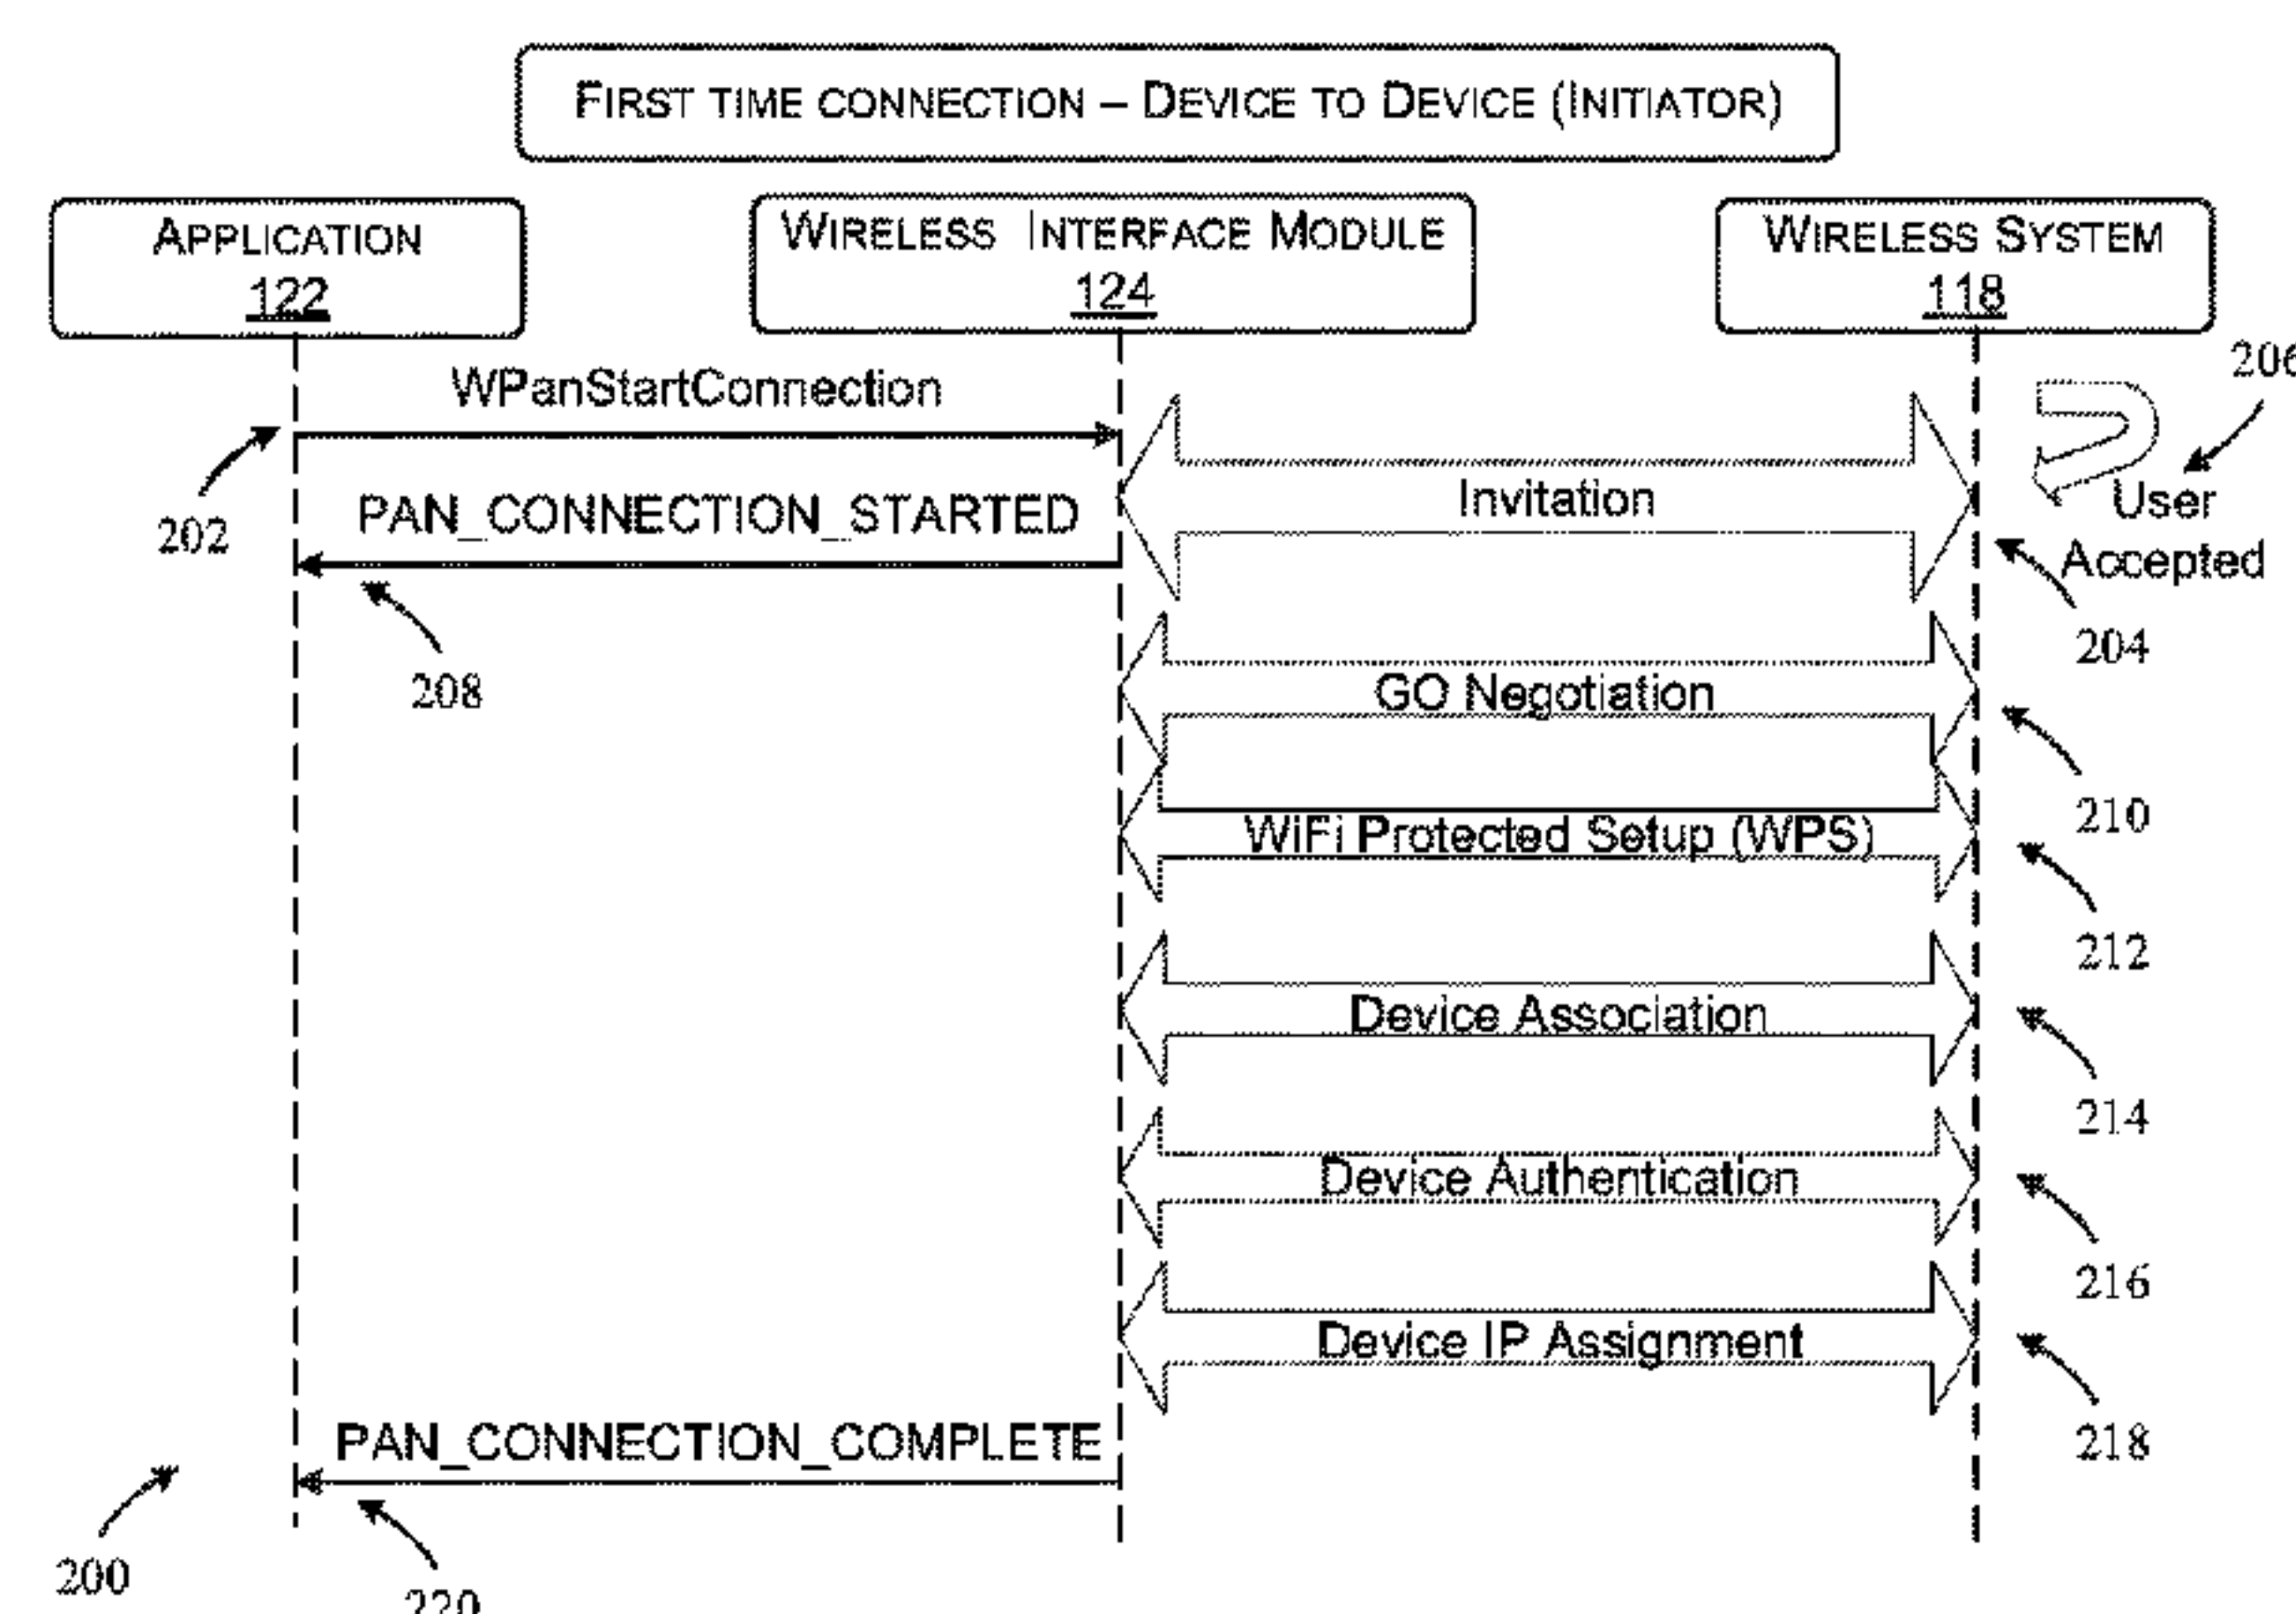 FIRST TIME CONNECTION – DEVICE TO DEVICE (INITIATOR)
APPLICATION
122
WIRELESS INTERFACE MODULE
124
WIRELESS SYSTEM
118
206
WPanStartConnection
202
Invitation
User
Accepted
PAN_CONNECTION_STARTED
204
208
GO Negotiation
210
WiFi Protected Setup (WPS)
212
Device Association
214
Device Authentication
216
Device IP Assignment
218
PAN_CONNECTION_COMPLETE
200
220